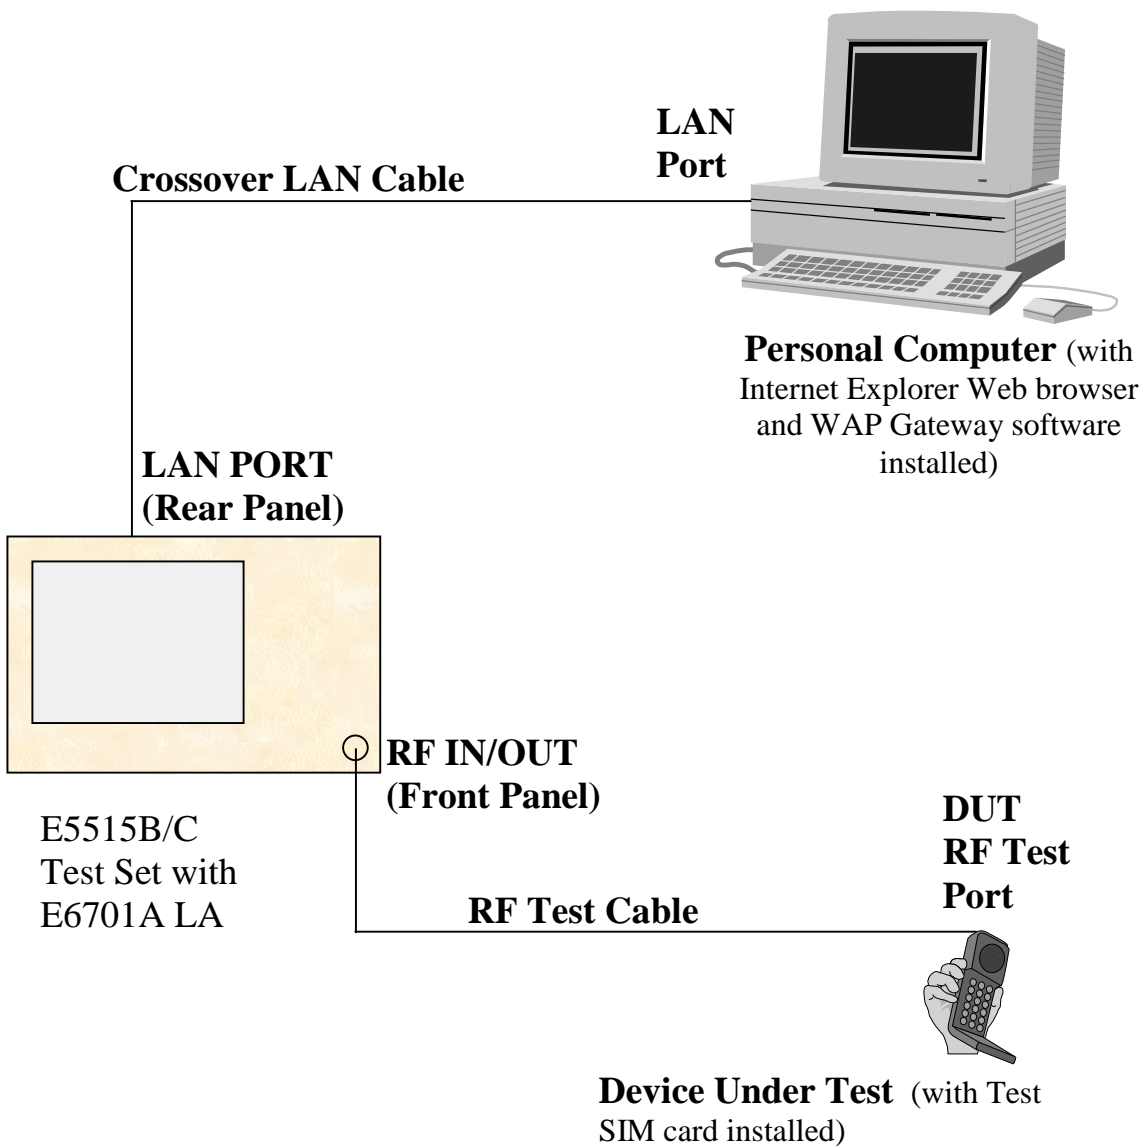 LAN
Port
Crossover LAN Cable
Personal Computer (with
Internet Explorer Web browser
and WAP Gateway software
installed)
LAN PORT
(Rear Panel)
RF IN/OUT
(Front Panel)
E5515B/C
Test Set with
E6701A LA
DUT
RF Test
Port
RF Test Cable
Device Under Test (with Test
SIM card installed)